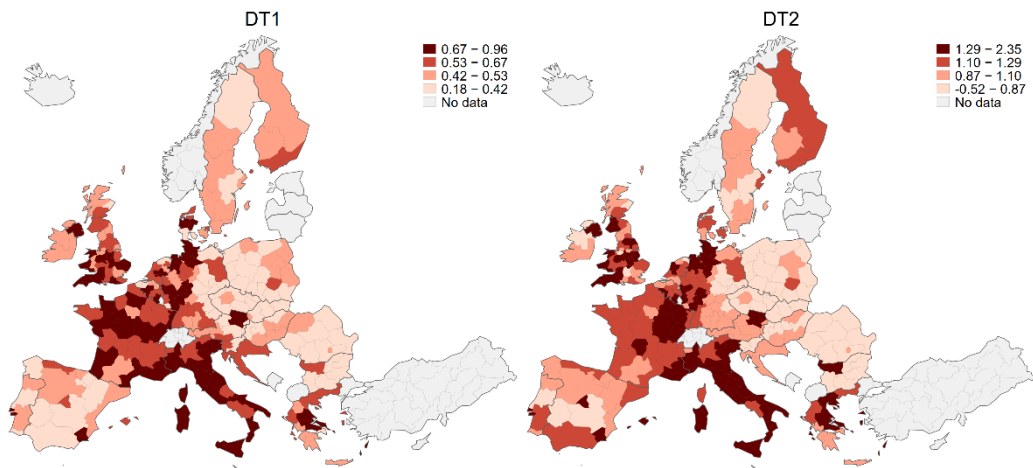 DT1
0.67 – 0.96
0.53 – 0.67
0.42 – 0.53
0.18 – 0.42
No data
DT2
1.29 – 2.35
1.10 – 1.29
0.87 – 1.10
-0.52 – 0.87
No data